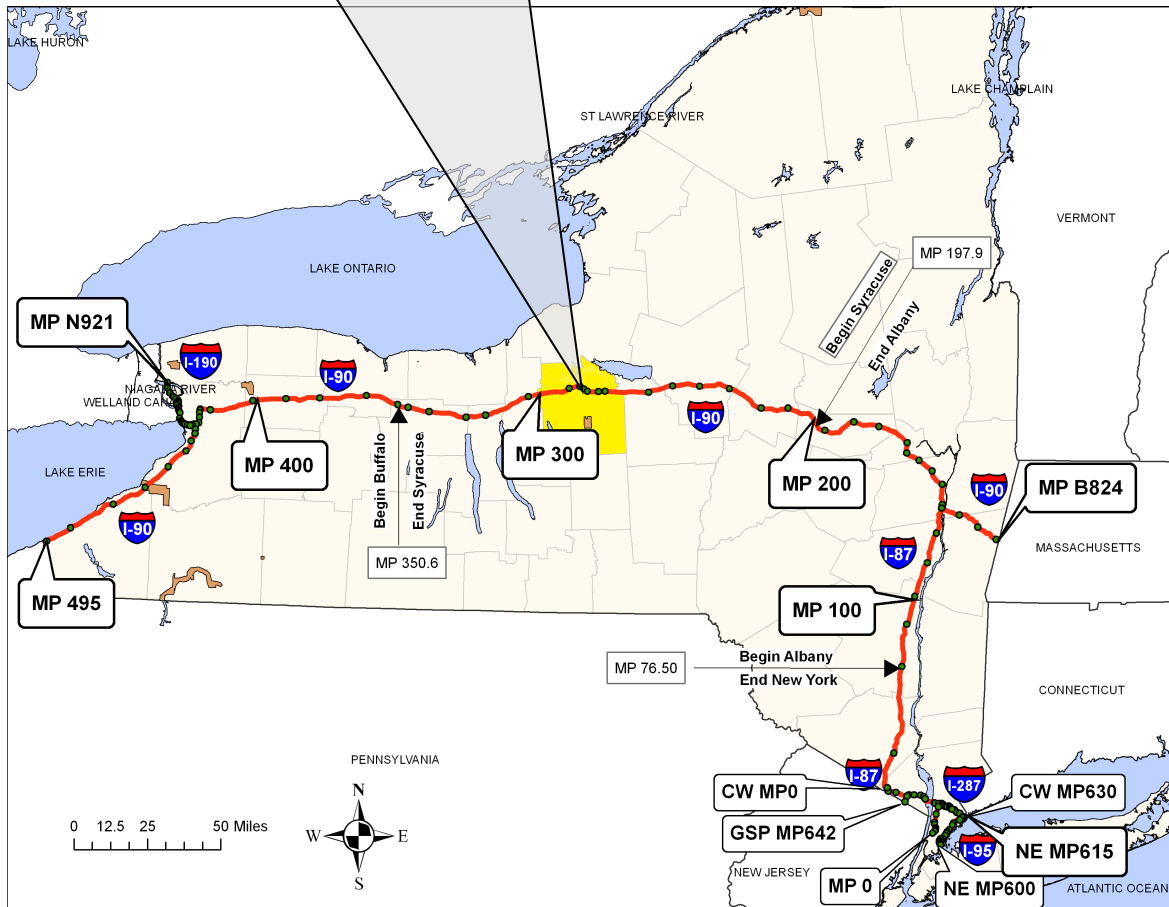 LAKE HURON
LAKE CHAMPLAIN
ST LAWRENCE RIVER
VERMONT
MP 197.9
LAKE ONTARIO
Begin Syracuse
End Albany
MP N921
I-190
I-90
NIAGARA RIVER
WELLAND CANAL
I-90
MP 300
MP 400
LAKE ERIE
MP 200
I-90
MP B824
Begin Buffalo
End Syracuse
I-90
MP 350.6
I-87
MASSACHUSETTS
MP 495
MP 100
MP 76.50
Begin Albany
End New York
CONNECTICUT
PENNSYLVANIA
I-87
I-287
CW MP0
CW MP630
N
W
E
S
0 12.5 25 50 Miles
GSP MP642
I-95
NE MP615
NEW JERSEY
MP 0
NE MP600
ATLANTIC OCEAN